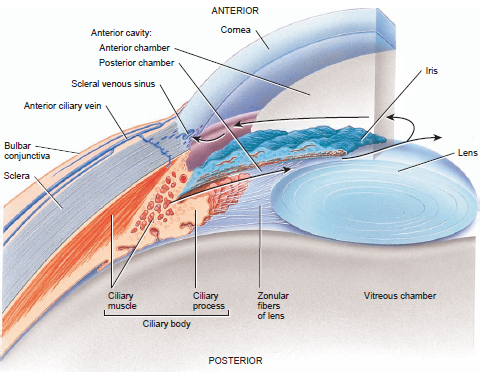 ANTERIOR
Cornea
Anterior cavity:
Anterior chamber
Posterior chamber
Scleral venous sinus
Anterior ciliary vein
Bulbar
conjunctiva
Sclera
Iris
Lens
Ciliary
muscle
Ciliary
process
Ciliary body
Zonular
fibers
of lens
Vitreous chamber
POSTERIOR